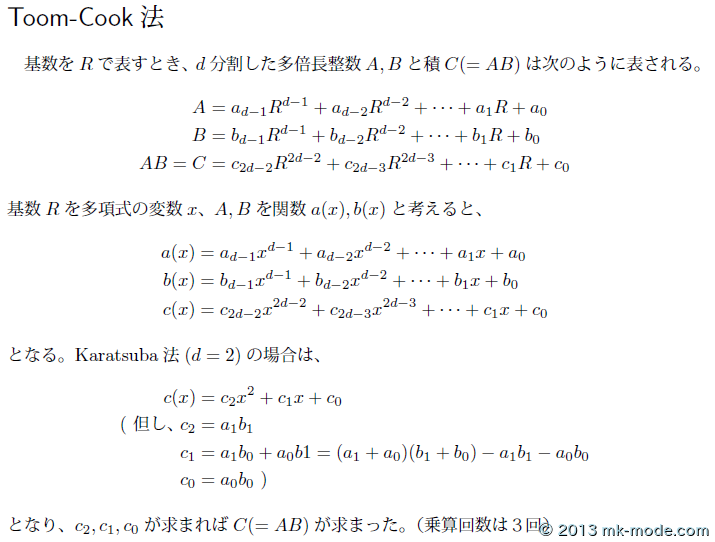 Toom-Cook 法
基数を R で表すとき、d 分割した多倍長整数 A, B と積 C(= AB) は次のように表される。
A = a_{d−1}R^{d−1} + a_{d−2}R^{d−2} + ··· + a_1R + a_0
B = b_{d−1}R^{d−1} + b_{d−2}R^{d−2} + ··· + b_1R + b_0
AB = C = c_{2d−2}R^{2d−2} + c_{2d−3}R^{2d−3} + ··· + c_1R + c_0
基数 R を多項式の変数 x、A, B を関数 a(x), b(x) と考えると、
a(x) = a_{d−1}x^{d−1} + a_{d−2}x^{d−2} + ··· + a_1x + a_0
b(x) = b_{d−1}x^{d−1} + b_{d−2}x^{d−2} + ··· + b_1x + b_0
c(x) = c_{2d−2}x^{2d−2} + c_{2d−3}x^{2d−3} + ··· + c_1x + c_0
となる。Karatsuba 法 (d = 2) の場合は、
c(x) = c_2x^2 + c_1x + c_0
( 但し、c_2 = a_1b_1
c_1 = a_1b_0 + a_0b1 = (a_1 + a_0)(b_1 + b_0) − a_1b_1 − a_0b_0
c_0 = a_0b_0 )
となり、c_2, c_1, c_0 が求まれば C(= AB) が求まった。（乗算回数は３回）
© 2013 mk-mode.com